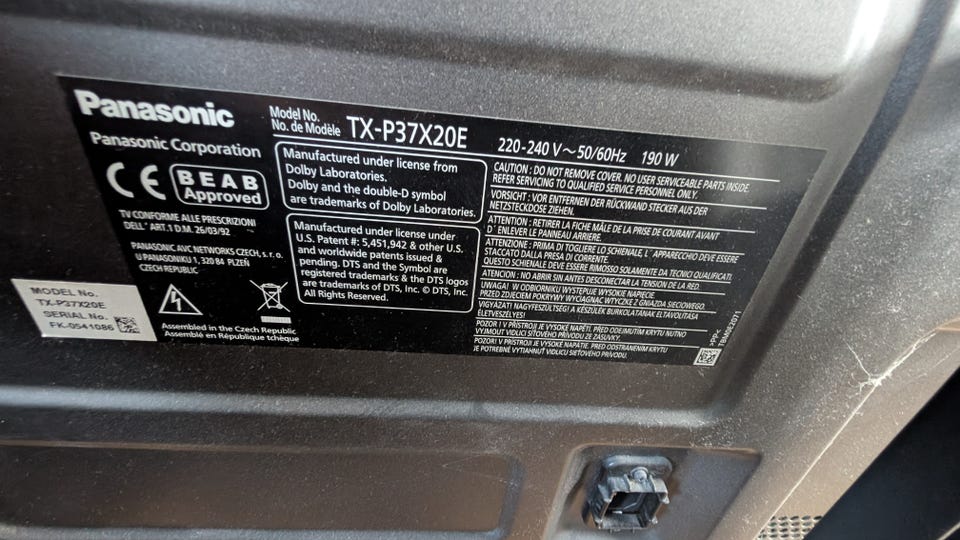 Panasonic
Model No.
No. de Modèle TX-P37X20E
220-240 V ~ 50/60Hz 190 W
Panasonic Corporation
CE
BEAB
Approved
TV CONFORME ALLE PRESCRIZIONI
DELL' ART.1 D.M. 26/03/92
PANASONIC AVC NETWORKS CZECH, s. r. o.
U PANASONIKU 1, 320 84 PLZEŇ
CZECH REPUBLIC
Assembled in the Czech Republic
Assemblé en République tchèque
MODEL No.
TX-P37X20E
SERIAL No.
FK-0541086
Manufactured under license from
Dolby Laboratories.
Dolby and the double-D symbol
are trademarks of Dolby Laboratories.
Manufactured under license under
U.S. Patent #: 5,451,942 & other U.S.
and worldwide patents issued &
pending. DTS and the Symbol are
registered trademarks & the DTS logos
are trademarks of DTS, Inc. © DTS, Inc.
All Rights Reserved.
CAUTION : DO NOT REMOVE COVER. NO USER SERVICEABLE PARTS INSIDE.
REFER SERVICING TO QUALIFIED SERVICE PERSONNEL ONLY.
VORSICHT : VOR ENTFERNEN DER RÜCKWAND STECKER AUS DER
NETZSTECKDOSE ZIEHEN.
ATTENTION : RETIRER LA FICHE MÂLE DE LA PRISE DE COURANT AVANT
D' ENLEVER LE PANNEAU ARRIERE.
ATTENZIONE : PRIMA DI TOGLIERE LO SCHIENALE, L' APPARECCHIO DEVE ESSERE
STACCATO DALLA PRESA DI CORRENTE.
QUESTO SCHIENALE DEVE ESSERE RIMOSSO SOLAMENTE DA TECNICI QUALIFICATI.
ATENCION : NO ABRIR SIN ANTES DESCONECTAR LA TENSION DE LA RED.
UWAGA! W ODBIORNIKU WYSTEPUJE WYSOKIE NAPIECIE.
PRZED ZDJECIEM POKRYWY WYCIAGNAC WTYCZKE Z GNIAZDA SIECIOWEGO.
VIGYÁZAT! NAGYFESZÜLTSÉG! A KÉSZÜLÉK BURKOLATÁNAK ELTAVOLÍTÁSA
ÉLETVESZÉLYES!
POZOR ! V PŘÍSTROJI JE VYSOKÉ NAPĚTÍ. PŘED ODEJMUTÍM KRYTU NUTNO
VYJMOUT VIDLICI SÍŤOVÉHO PŘÍVODU ZE ZÁSUVKY.
POZOR! V PRÍSTROJI JE VYSOKÉ NAPÄTIE. PRED ODSTRANENÍM KRYTU
JE POTREBNÉ VYTIAHNUT VIDLICU SIEŤOVÉHO PRÍVODU.
>PP<